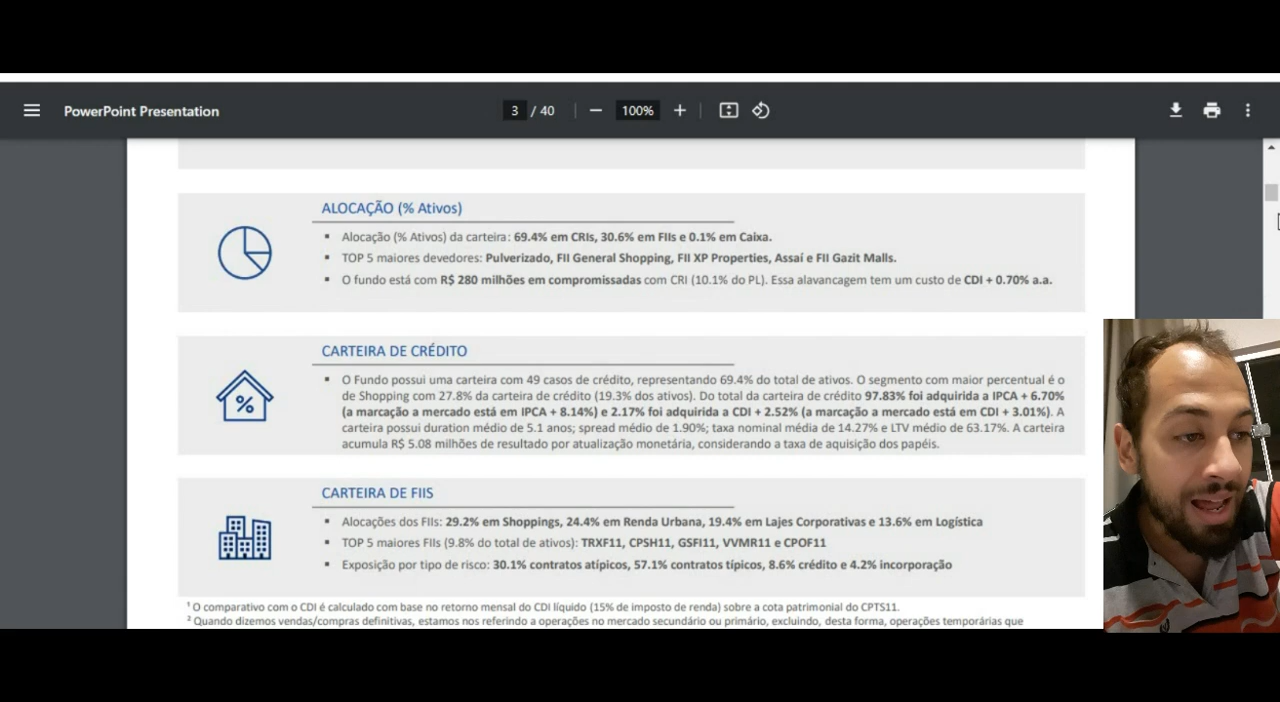 PowerPoint Presentation
3 / 40
100%
ALOCAÇÃO (% Ativos)
▪ Alocação (% Ativos) da carteira: 69.4% em CRIs, 30.6% em FIIs e 0.1% em Caixa.
▪ TOP 5 maiores devedores: Pulverizado, FII General Shopping, FII XP Properties, Assaí e FII Gazit Malls.
▪ O fundo está com R$ 280 milhões em compromissadas com CRI (10.1% do PL). Essa alavancagem tem um custo de CDI + 0.70% a.a.
CARTEIRA DE CRÉDITO
▪ O Fundo possui uma carteira com 49 casos de crédito, representando 69.4% do total de ativos. O segmento com maior percentual é o
de Shopping com 27.8% da carteira de crédito (19.3% dos ativos). Do total da carteira de crédito 97.83% foi adquirida a IPCA + 6.70%
(a marcação a mercado está em IPCA + 8.14%) e 2.17% foi adquirida a CDI + 2.52% (a marcação a mercado está em CDI + 3.01%). A
carteira possui duration médio de 5.1 anos; spread médio de 1.90%; taxa nominal média de 14.27% e LTV médio de 63.17%. A carteira
acumula R$ 5.08 milhões de resultado por atualização monetária, considerando a taxa de aquisição dos papéis.
%
CARTEIRA DE FIIS
▪ Alocações dos FIIs: 29.2% em Shoppings, 24.4% em Renda Urbana, 19.4% em Lajes Corporativas e 13.6% em Logística
▪ TOP 5 maiores FIIs (9.8% do total de ativos): TRXF11, CPSH11, GSFI11, VVMR11 e CPOF11
▪ Exposição por tipo de risco: 30.1% contratos atípicos, 57.1% contratos típicos, 8.6% crédito e 4.2% incorporação
¹ O comparativo com o CDI é calculado com base no retorno mensal do CDI líquido (15% de imposto de renda) sobre a cota patrimonial do CPTS11.
² Quando dizemos vendas/compras definitivas, estamos nos referindo a operações no mercado secundário ou primário, excluindo, desta forma, operações temporárias que